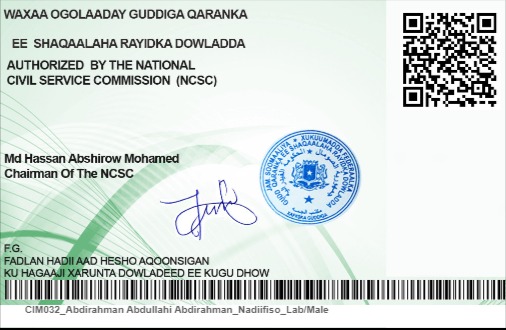 WAXAA OGOLAADAY GUDDIGA QARANKA
EE SHAQAALAHA RAYIDKA DOWLADDA
AUTHORIZED BY THE NATIONAL
CIVIL SERVICE COMMISSION (NCSC)
Md Hassan Abshirow Mohamed
Chairman Of The NCSC
XAFIISKA GUDDIGA
F.G.
FADLAN HADII AAD HESHO AQOONSIGAN
KU HAGAAJI XARUNTA DOWLADEED EE KUGU DHOW
CIM032_Abdirahman Abdullahi Abdirahman_Nadiifiso_Lab/Male